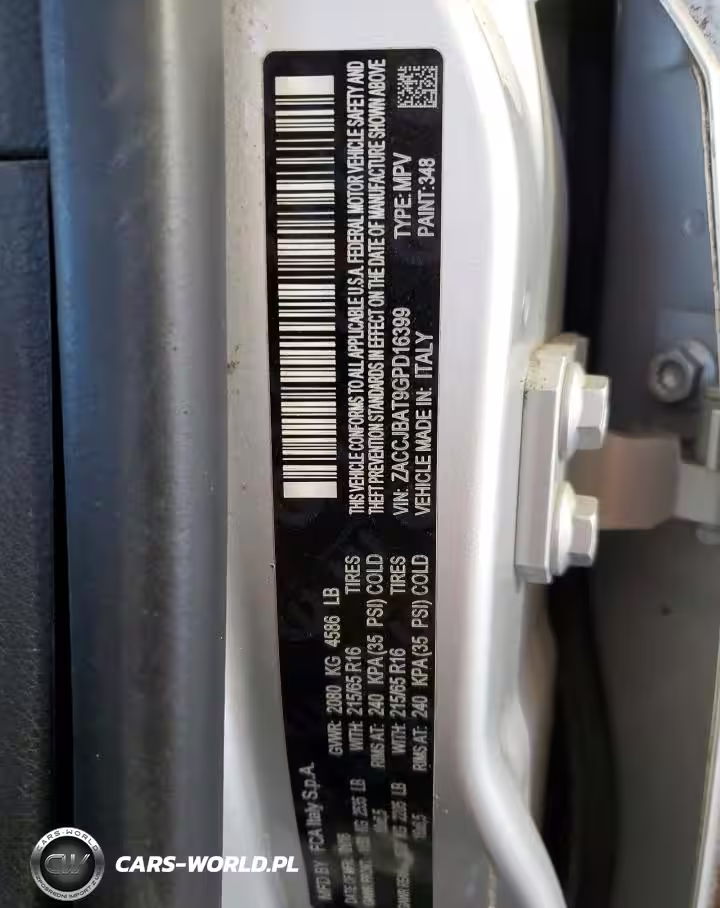 MFD BY FCA Italy S.p.A.
GVWR: 2080 KG 4586 LB
WITH: 215/65 R16 TIRES
RIMS AT: 240 KPA (35 PSI) COLD
WITH: 215/65 R16 TIRES
RIMS AT: 240 KPA (35 PSI) COLD
THIS VEHICLE CONFORMS TO ALL APPLICABLE U.S.A. FEDERAL MOTOR VEHICLE SAFETY AND
THEFT PREVENTION STANDARDS IN EFFECT ON THE DATE OF MANUFACTURE SHOWN ABOVE
VIN: ZACCJBAT9GPD16399 TYPE: MPV
VEHICLE MADE IN: ITALY PAINT: 348
CARS-WORLD
CW
CARS-WORLD.PL